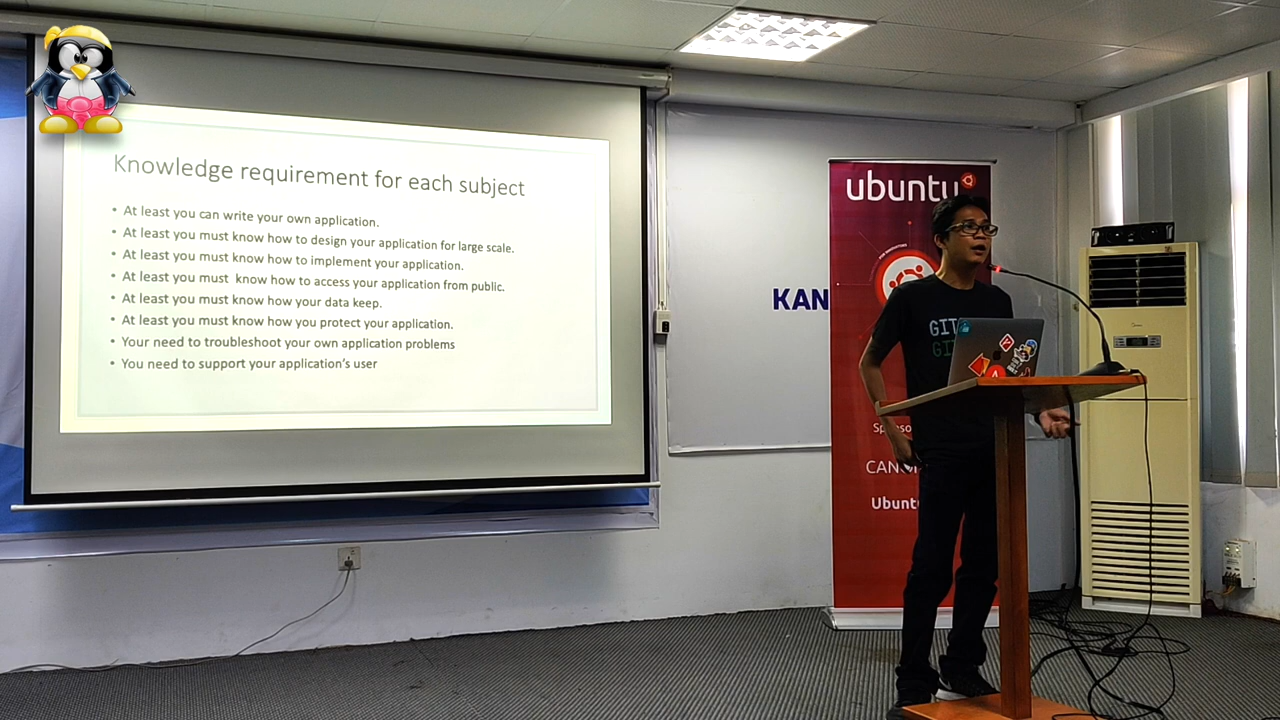 Knowledge requirement for each subject
• At least you can write your own application.
• At least you must know how to design your application for large scale.
• At least you must know how to implement your application.
• At least you must know how to access your application from public.
• At least you must know how your data keep.
• At least you must know how you protect your application.
• Your need to troubleshoot your own application problems
• You need to support your application's user
KAN
ubuntu
GIT
GI
CAN
Ubunt